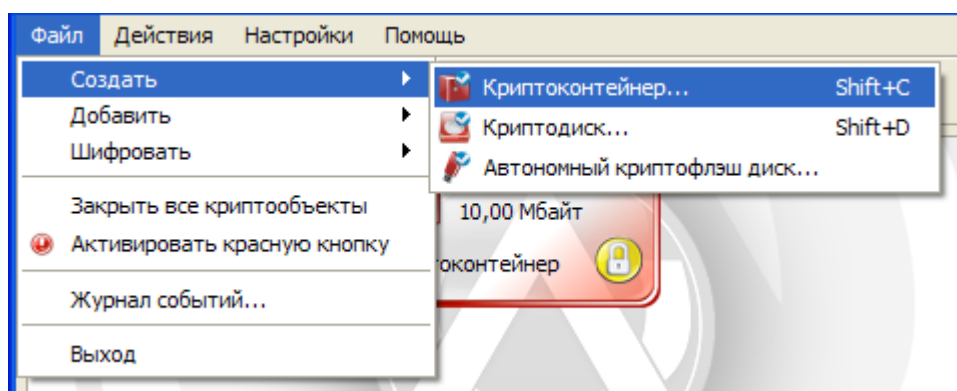 Файл Действия Настройки Помощь
Создать
Криптоконтейнер... Shift+C
Добавить
Криптодиск... Shift+D
Шифровать
Автономный криптофлэш диск...
Закрыть все криптообъекты
10,00 Мбайт
Активировать красную кнопку
оконтейнер
Журнал событий...
Выход